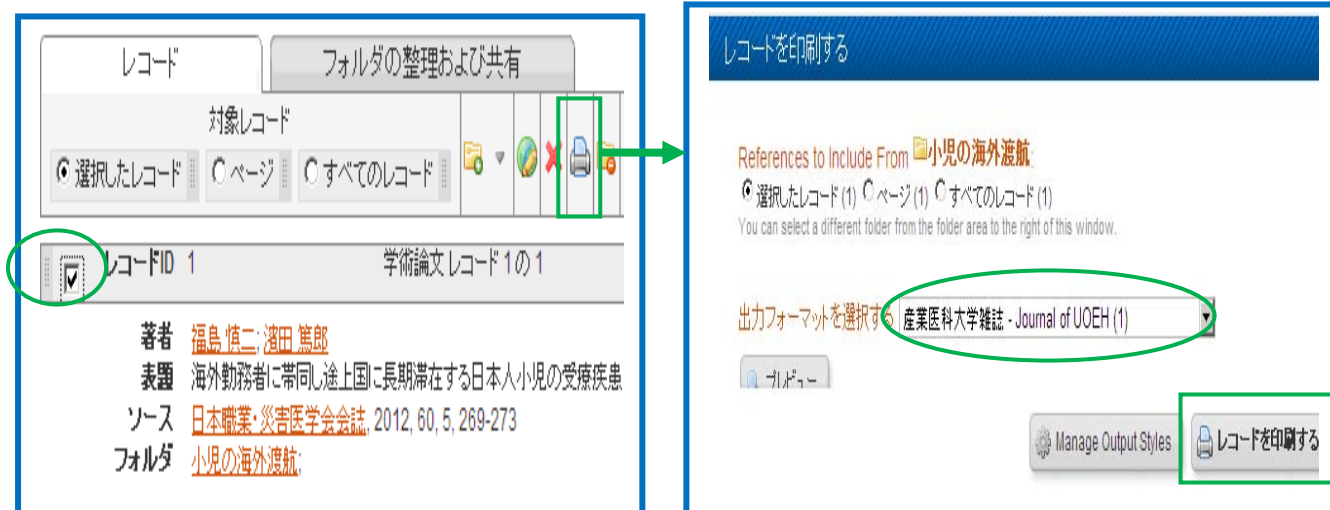 レコード
フォルダの整理および共有
対象レコード
選択したレコード
ページ
すべてのレコード
レコードID 1
学術論文 レコード 1 の 1
著者 福島 慎二; 濱田 篤郎
表題 海外勤務者に帯同し途上国に長期滞在する日本人小児の受療疾患
ソース 日本職業・災害医学会会誌, 2012, 60, 5, 269-273
フォルダ 小児の海外渡航;
レコードを印刷する
References to Include From 小児の海外渡航:
選択したレコード (1) ページ (1) すべてのレコード (1)
You can select a different folder from the folder area to the right of this window.
出力フォーマットを選択する 産業医科大学雑誌 - Journal of UOEH (1)
プレビュー
Manage Output Styles
レコードを印刷する